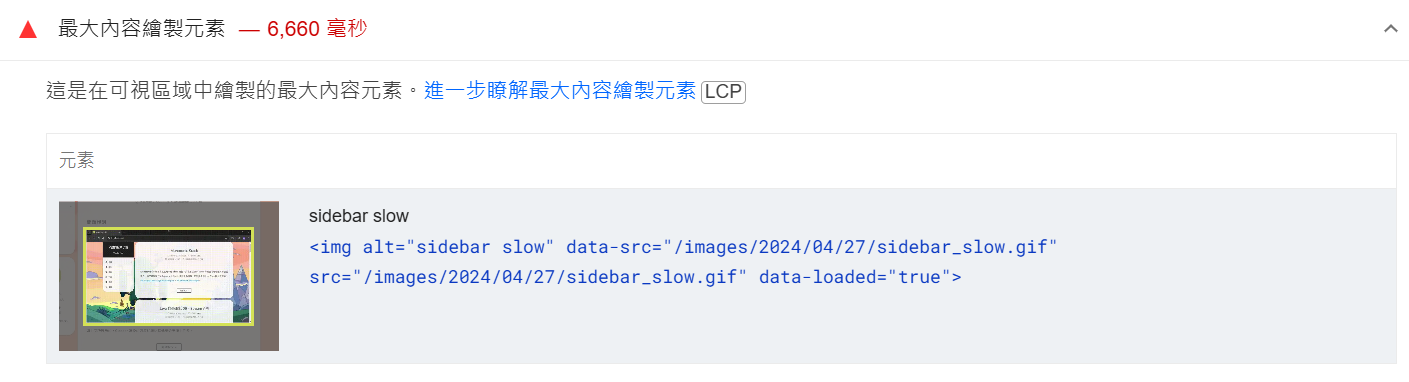 最大內容繪製元素 — 6,660 毫秒
這是在可視區域中繪製的最大內容元素。進一步瞭解最大內容繪製元素 LCP
元素
sidebar slow
<img alt="sidebar slow" data-src="/images/2024/04/27/sidebar_slow.gif"
src="/images/2024/04/27/sidebar_slow.gif" data-loaded="true">